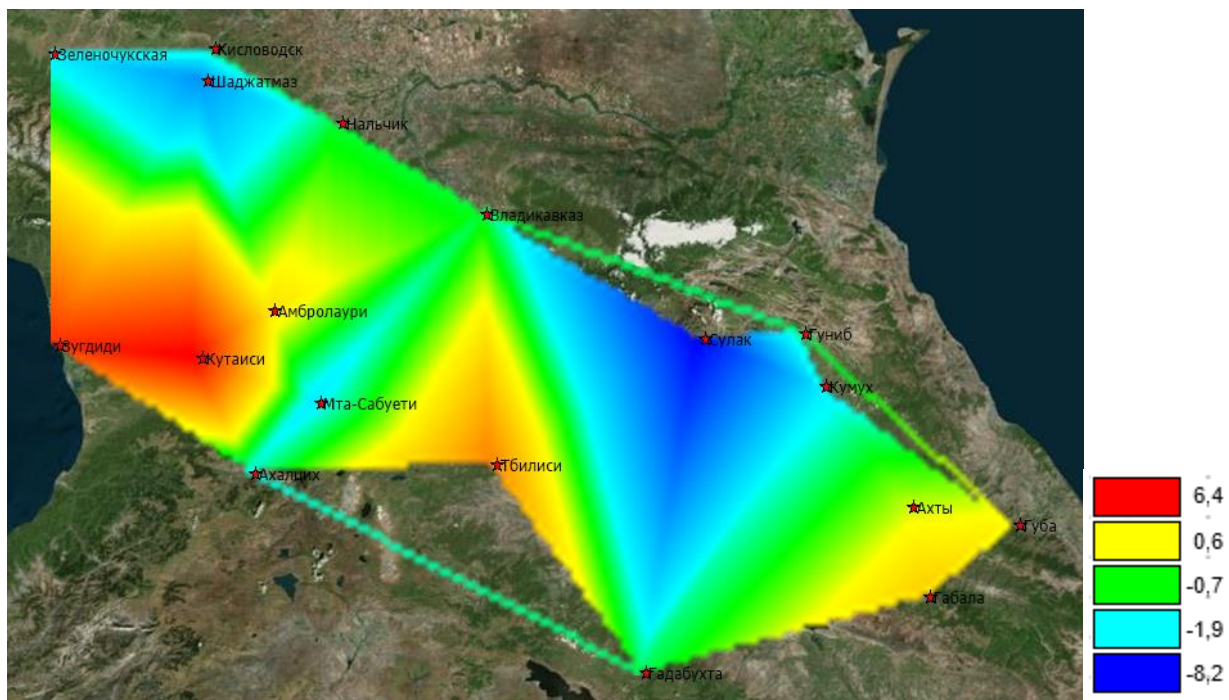 Зеленочукская
Кисловодск
Шаджатмаз
Нальчик
Владикавказ
Амбролаури
Сулак
Гуниб
Зугдиди
Кутаиси
Кумух
Мта-Сабуети
Ахалцих
Тбилиси
Ахты
Губа
Габала
Гадабухта
6,4
0,6
-0,7
-1,9
-8,2